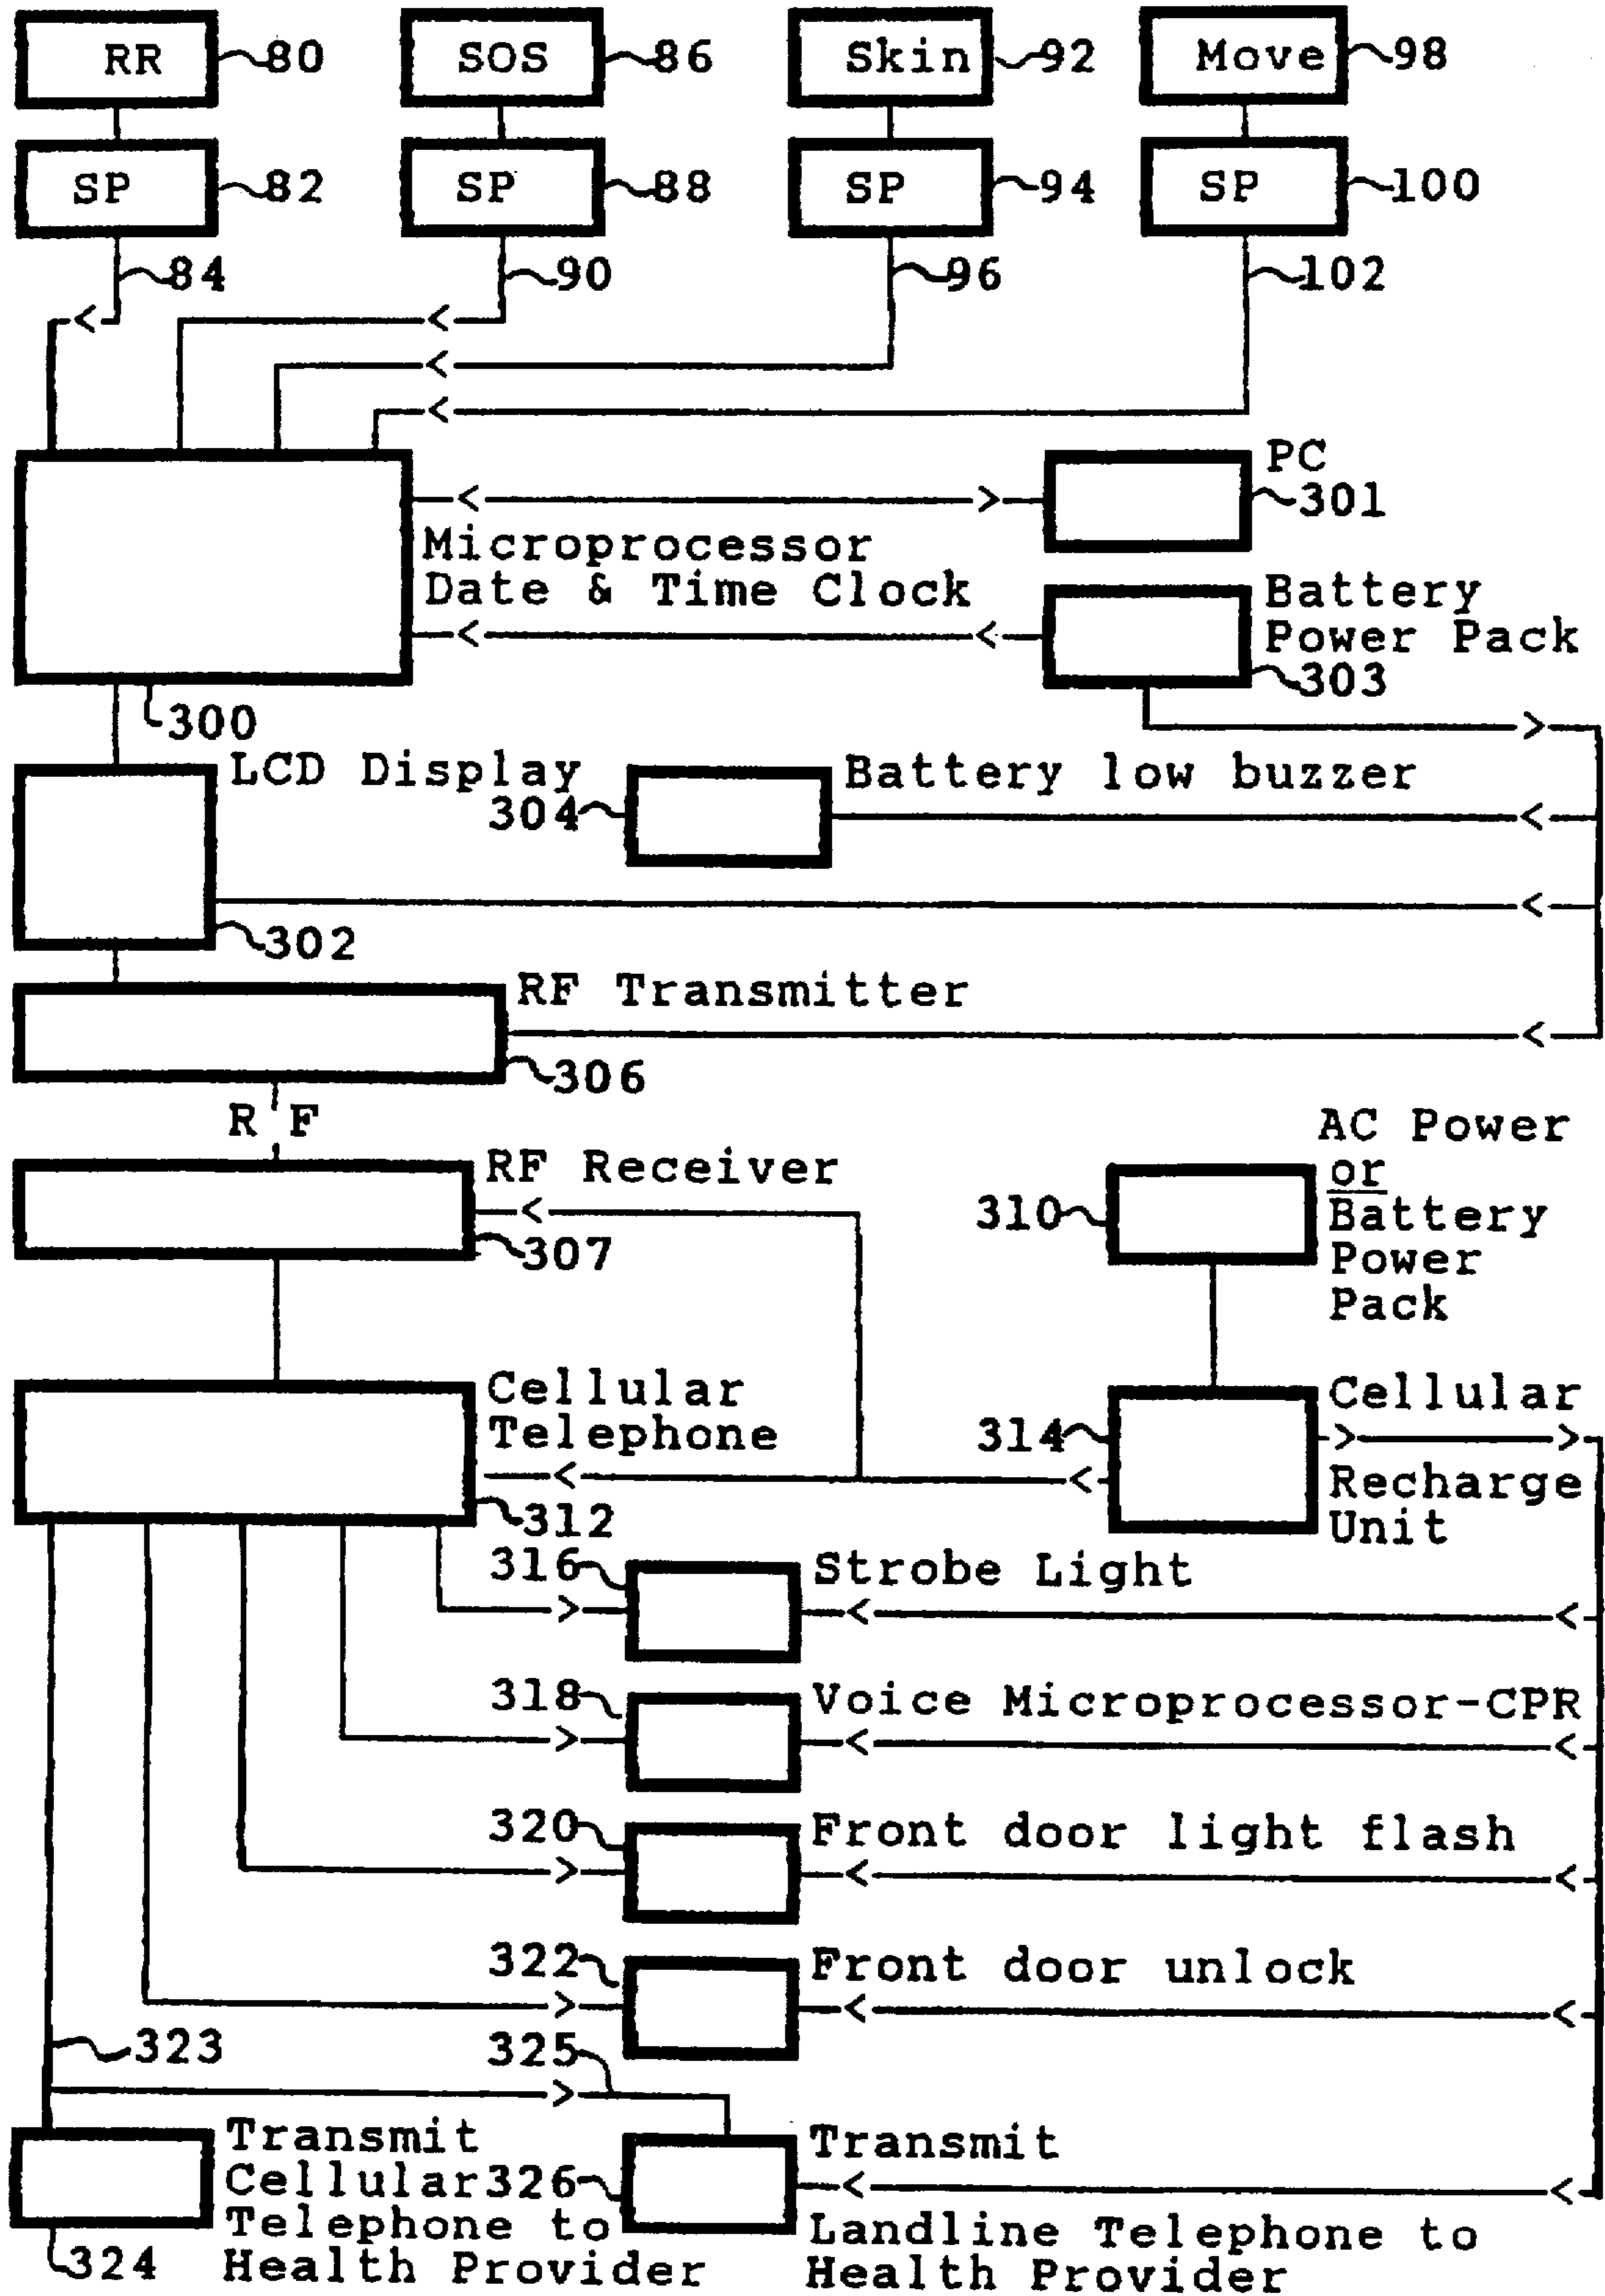 RR 80 SOS 86 Skin 92 Move 98
SP 82 SP 88 SP 94 SP 100
84 90 96 102
PC
301
Microprocessor
Date & Time Clock
Battery
Power Pack
303
300
LCD Display
304
Battery low buzzer
302
RF Transmitter
306
R F
AC Power
or
Battery
Power
Pack
310
RF Receiver
307
Cellular
Telephone
312
314
Cellular
Recharge
Unit
316
Strobe Light
318
Voice Microprocessor-CPR
320
Front door light flash
322
Front door unlock
323
325
Transmit
Cellular
Telephone to
Health Provider
324
326
Transmit
Landline Telephone to
Health Provider